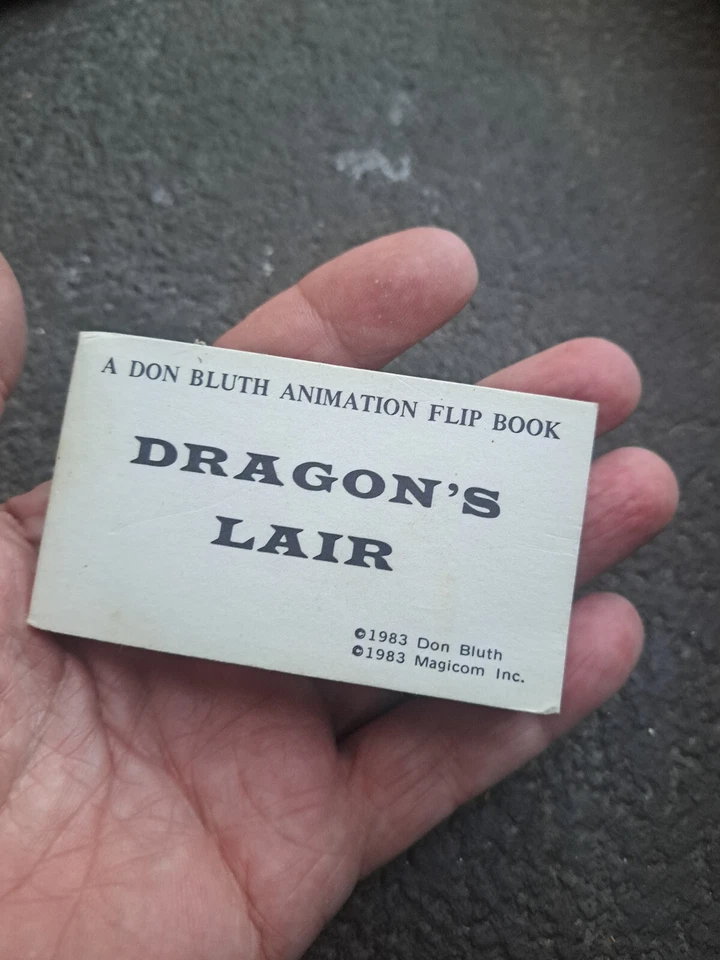 A DON BLUTH ANIMATION FLIP BOOK
DRAGON'S
LAIR
©1983 Don Bluth
©1983 Magicom Inc.